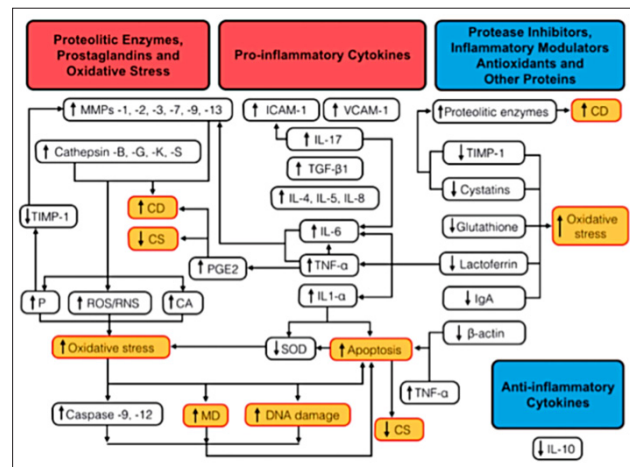 Proteolitic Enzymes,
Prostaglandins and
Oxidative Stress
Pro-inflammatory Cytokines
Protease Inhibitors,
Inflammatory Modulators
Antioxidants and
Other Proteins
↑ MMPs -1, -2, -3, -7, -9, -13
↑ ICAM-1
↑ VCAM-1
↑Proteolitic enzymes
↑ CD
↑ IL-17
↑ Cathepsin -B, -G, -K, -S
↑ TGF-β1
↓TIMP-1
↑ IL-4, IL-5, IL-8
↓ Cystatins
↑ CD
↓TIMP-1
↓Glutathione
↑ Oxidative
stress
↓ CS
↑ IL-6
↑ PGE2
↑ TNF-α
↓ Lactoferrin
↑ P
↑ ROS/RNS
↑ CA
↑ IL1-α
↓ IgA
↓ β-actin
↑ Oxidative stress
↓SOD
↑ Apoptosis
↑ TNF-α
↑ Caspase -9, -12
↑ MD
↑ DNA damage
↓ CS
Anti-inflammatory
Cytokines
↓ IL-10